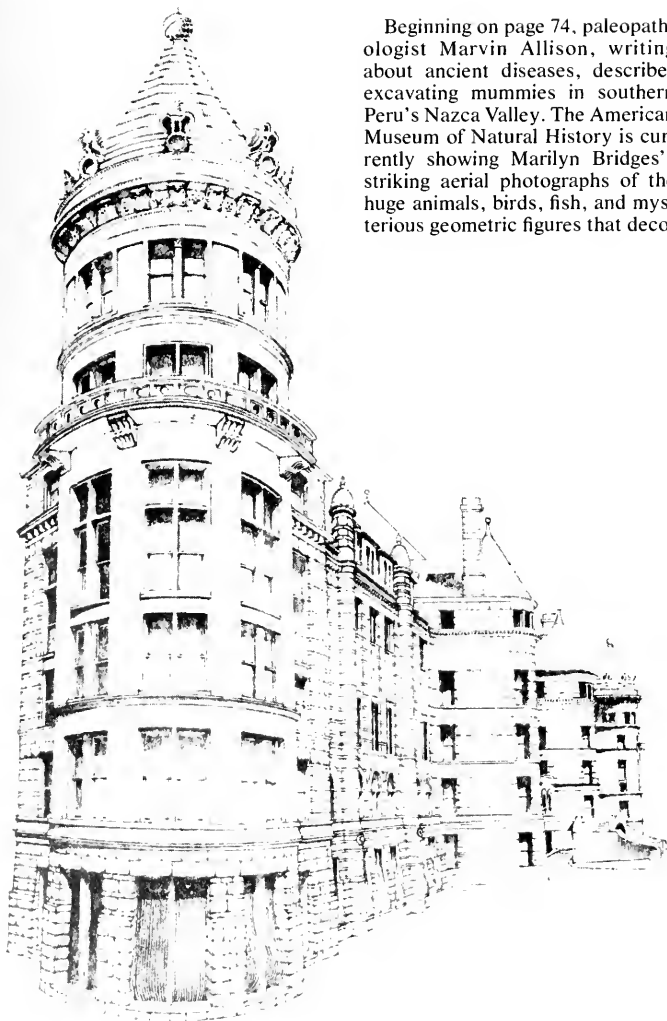 Beginning on page 74, paleopath
ologist Marvin Allison, writing
about ancient diseases, describe
excavating mummies in southern
Peru's Nazca Valley. The American
Museum of Natural History is cur
rently showing Marilyn Bridges'
striking aerial photographs of the
huge animals, birds, fish, and mys
terious geometric figures that deco